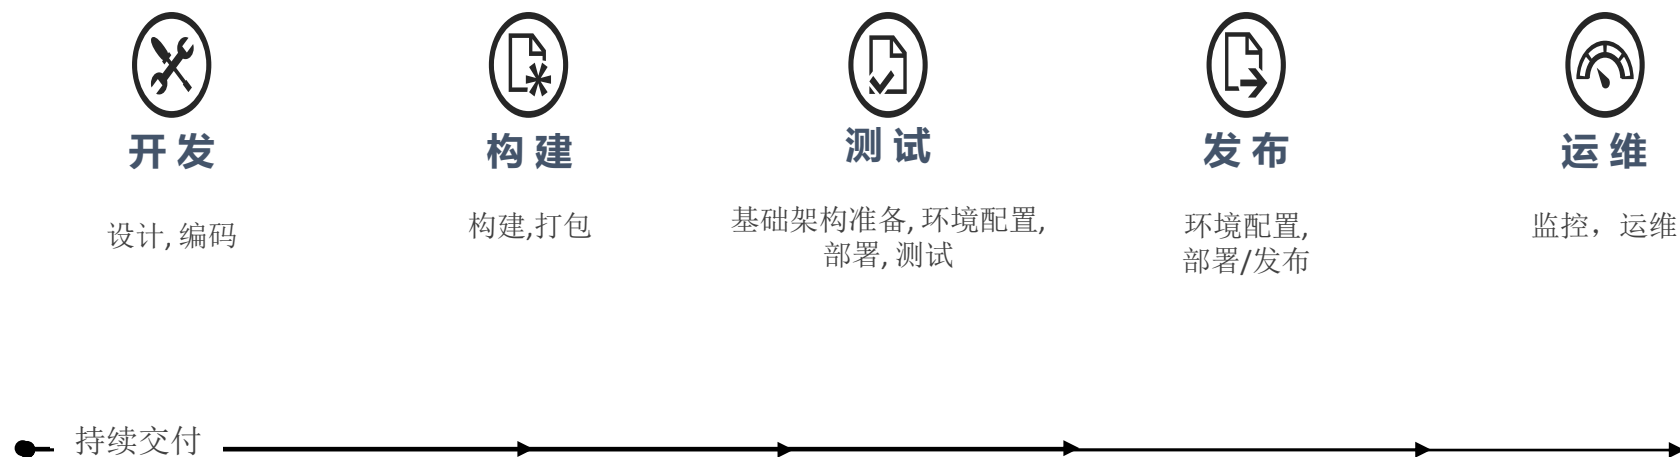 开发
设计, 编码
构建
构建,打包
测试
基础架构准备, 环境配置,
部署, 测试
发布
环境配置,
部署/发布
运维
监控，运维
持续交付